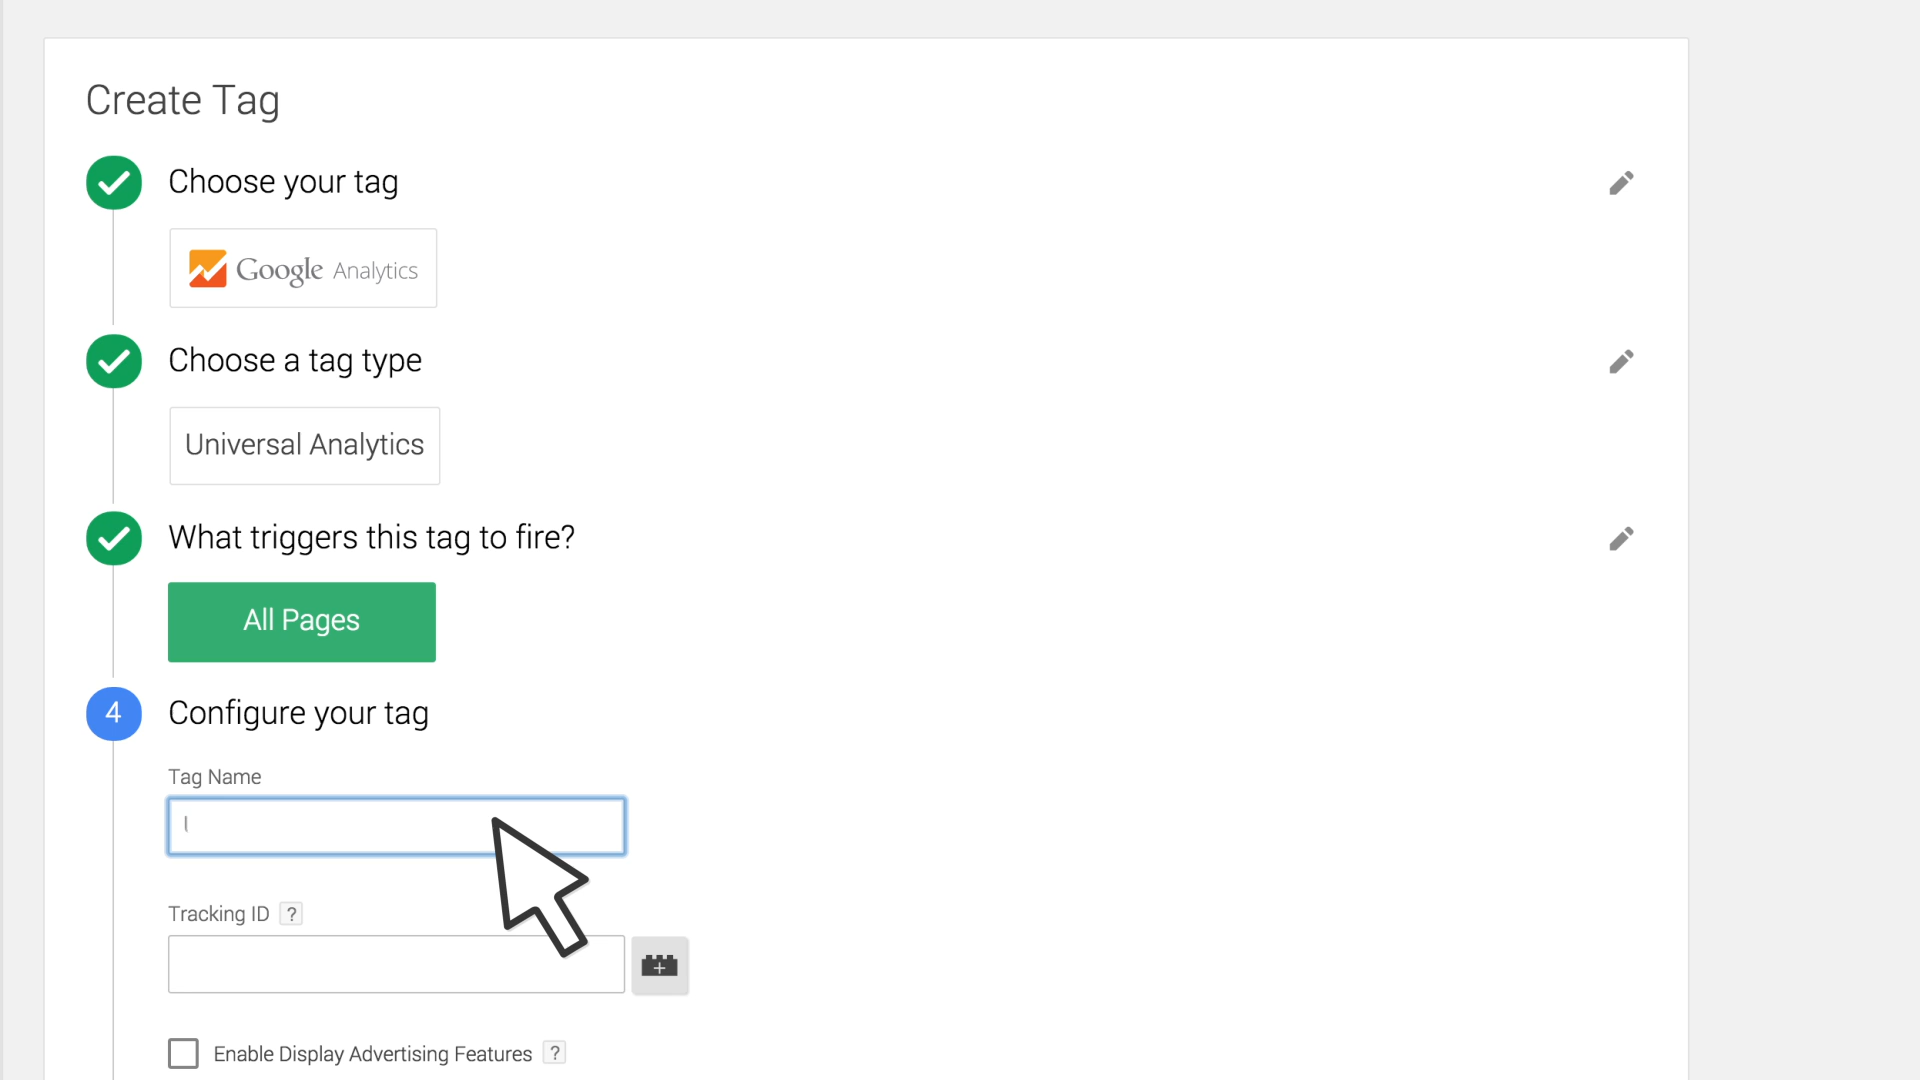 Create Tag
Choose your tag
Google Analytics
Choose a tag type
Universal Analytics
What triggers this tag to fire?
All Pages
4 Configure your tag
Tag Name
Tracking ID ?
Enable Display Advertising Features ?